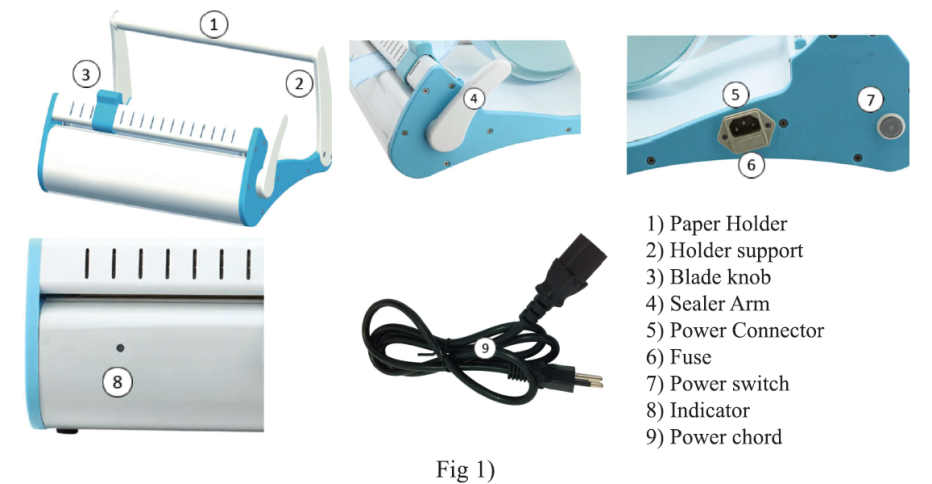 1
2
3
4
5
6
7
8
9
1) Paper Holder
2) Holder support
3) Blade knob
4) Sealer Arm
5) Power Connector
6) Fuse
7) Power switch
8) Indicator
9) Power chord
Fig 1)